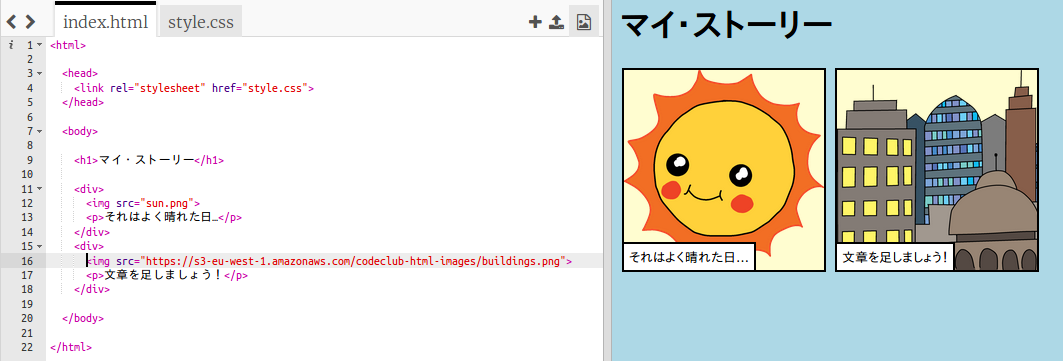 index.html style.css
i 1 <html>
2
3 <head>
4 <link rel="stylesheet" href="style.css">
5 </head>
6
7 <body>
8
9 <h1>マイ・ストーリー</h1>
10
11 <div>
12 <img src="sun.png">
13 <p>それはよく晴れた日…</p>
14 </div>
15 <div>
16 <img src="https://s3-eu-west-1.amazonaws.com/codeclub-html-images/buildings.png">
17 <p>文章を足しましょう!</p>
18 </div>
19
20 </body>
21
22 </html>
マイ・ストーリー
それはよく晴れた日…
文章を足しましょう!